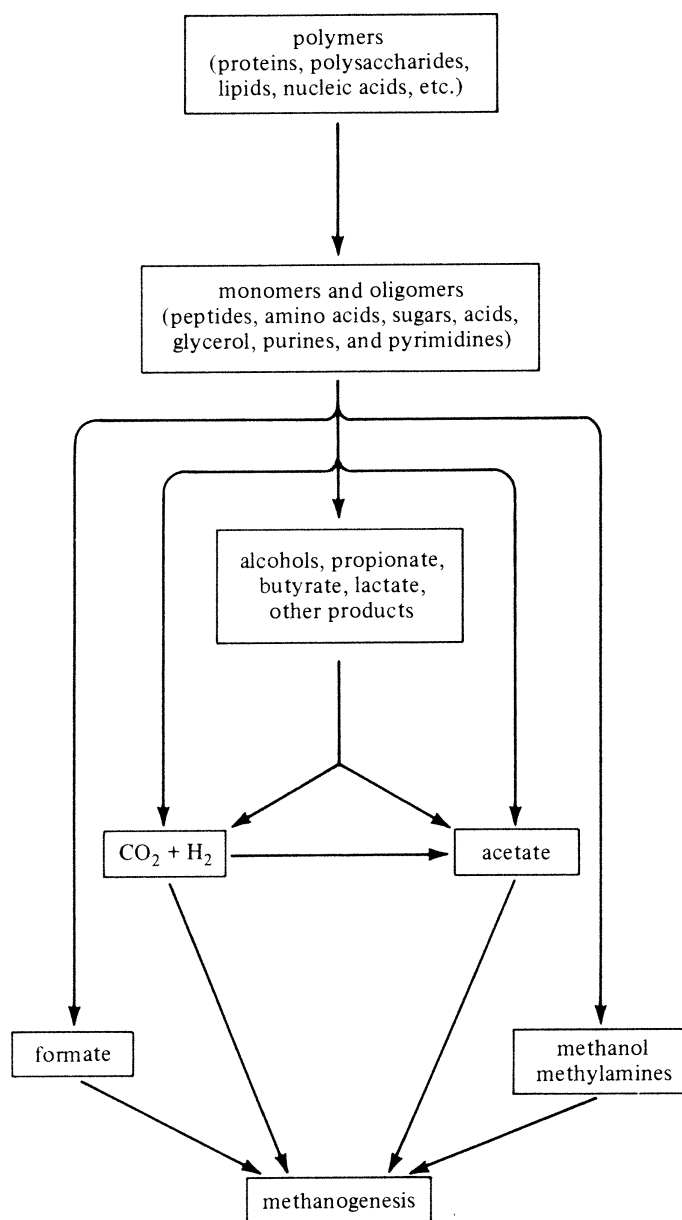 polymers
(proteins, polysaccharides,
lipids, nucleic acids, etc.)
monomers and oligomers
(peptides, amino acids, sugars, acids,
glycerol, purines, and pyrimidines)
alcohols, propionate,
butyrate, lactate,
other products
CO₂ + H₂
acetate
formate
methanol
methylamines
methanogenesis